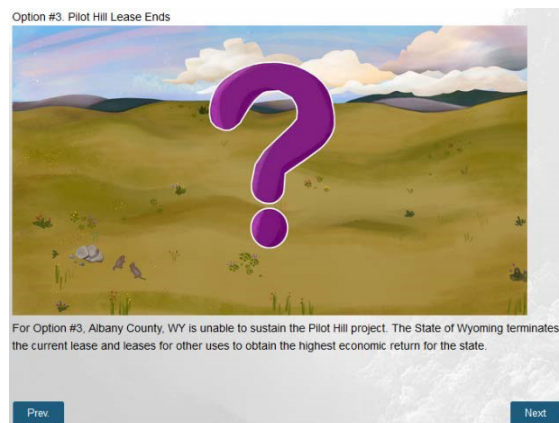 Option #3. Pilot Hill Lease Ends
?
For Option #3, Albany County, WY is unable to sustain the Pilot Hill project. The State of Wyoming terminates
the current lease and leases for other uses to obtain the highest economic return for the state.
Prev.
Next